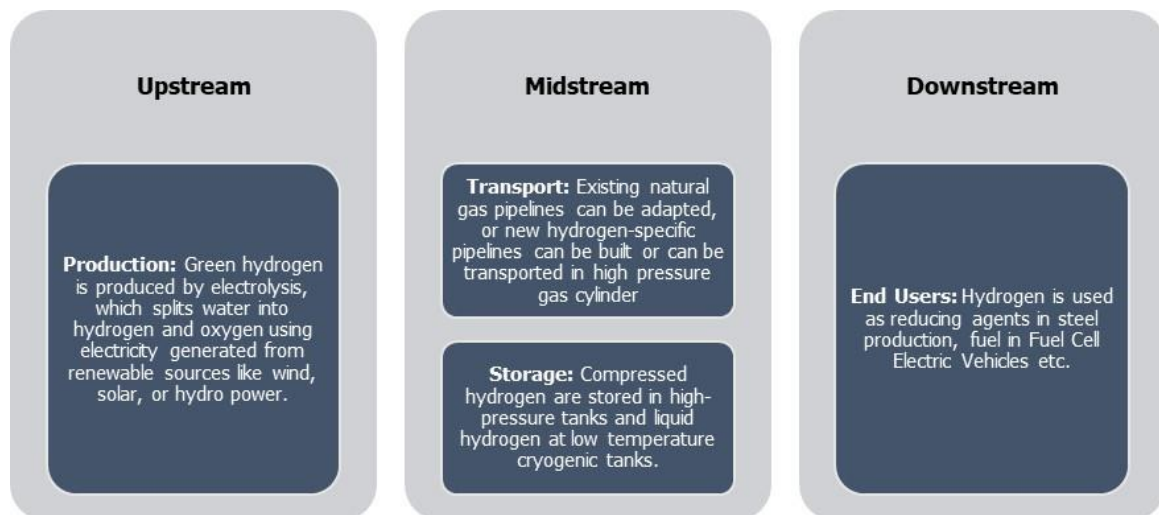 Upstream
Production: Green hydrogen
is produced by electrolysis,
which splits water into
hydrogen and oxygen using
electricity generated from
renewable sources like wind,
solar, or hydro power.
Midstream
Transport: Existing natural
gas pipelines can be adapted,
or new hydrogen-specific
pipelines can be built or can be
transported in high pressure
gas cylinder
Storage: Compressed
hydrogen are stored in high-
pressure tanks and liquid
hydrogen at low temperature
cryogenic tanks.
Downstream
End Users: Hydrogen is used
as reducing agents in steel
production, fuel in Fuel Cell
Electric Vehicles etc.